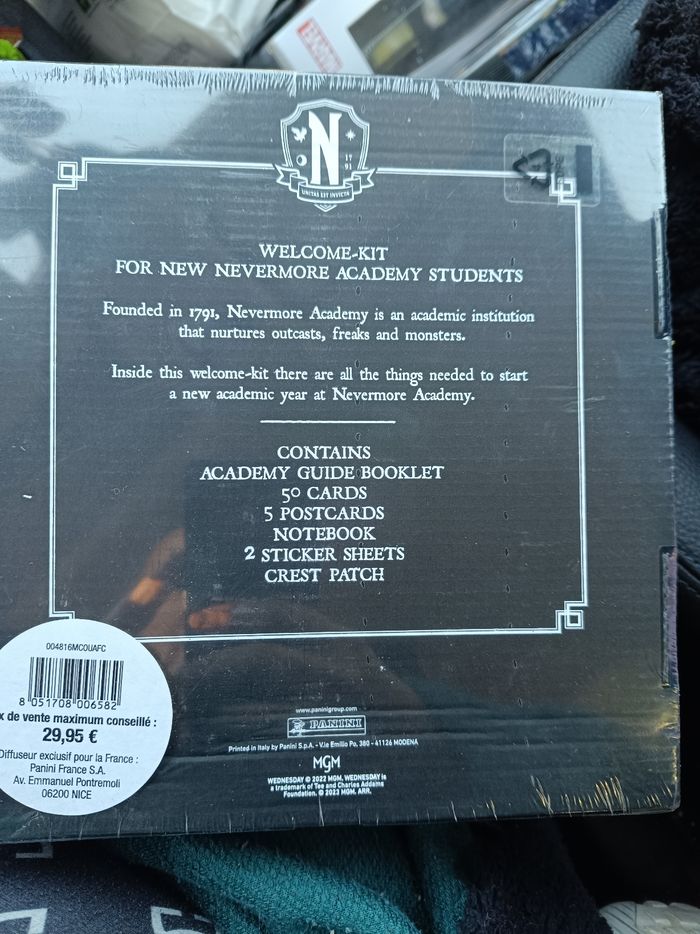 N
17
91
UNITAS EST INVICTA
WELCOME-KIT
FOR NEW NEVERMORE ACADEMY STUDENTS
Founded in 1791, Nevermore Academy is an academic institution
that nurtures outcasts, freaks and monsters.
Inside this welcome-kit there are all the things needed to start
a new academic year at Nevermore Academy.
CONTAINS
ACADEMY GUIDE BOOKLET
50 CARDS
5 POSTCARDS
NOTEBOOK
2 STICKER SHEETS
CREST PATCH
004816MCOUAFC
8 051708 006582
x de vente maximum conseillé :
29,95 €
Diffuseur exclusif pour la France :
Panini France S.A.
Av. Emmanuel Pontremoli
06200 NICE
www.paninigroup.com
PANINI
Printed in Italy by Panini S.p.A. - V.le Emilio Po, 380 - 41126 MODENA
MGM
WEDNESDAY © 2022 MGM. WEDNESDAY is
a trademark of Tee and Charles Addams
Foundation. © 2023 MGM. ARR.